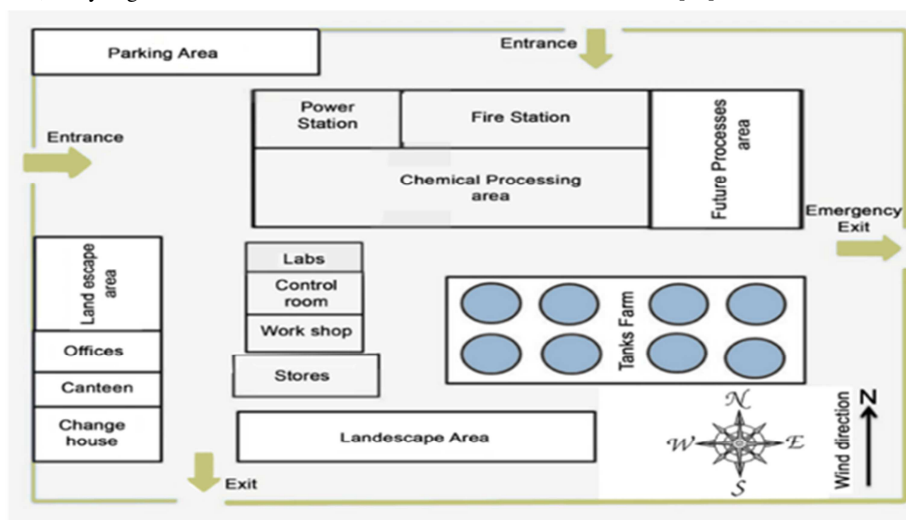 Parking Area
Entrance
Power
Station
Fire Station
Future Processes
area
Entrance
Chemical Processing
area
Emergency
Exit
Land escape
area
Labs
Control
room
Work shop
Stores
Offices
Canteen
Change
house
Tanks Farm
Landscape Area
Exit
N
W
E
S
Wind direction
N